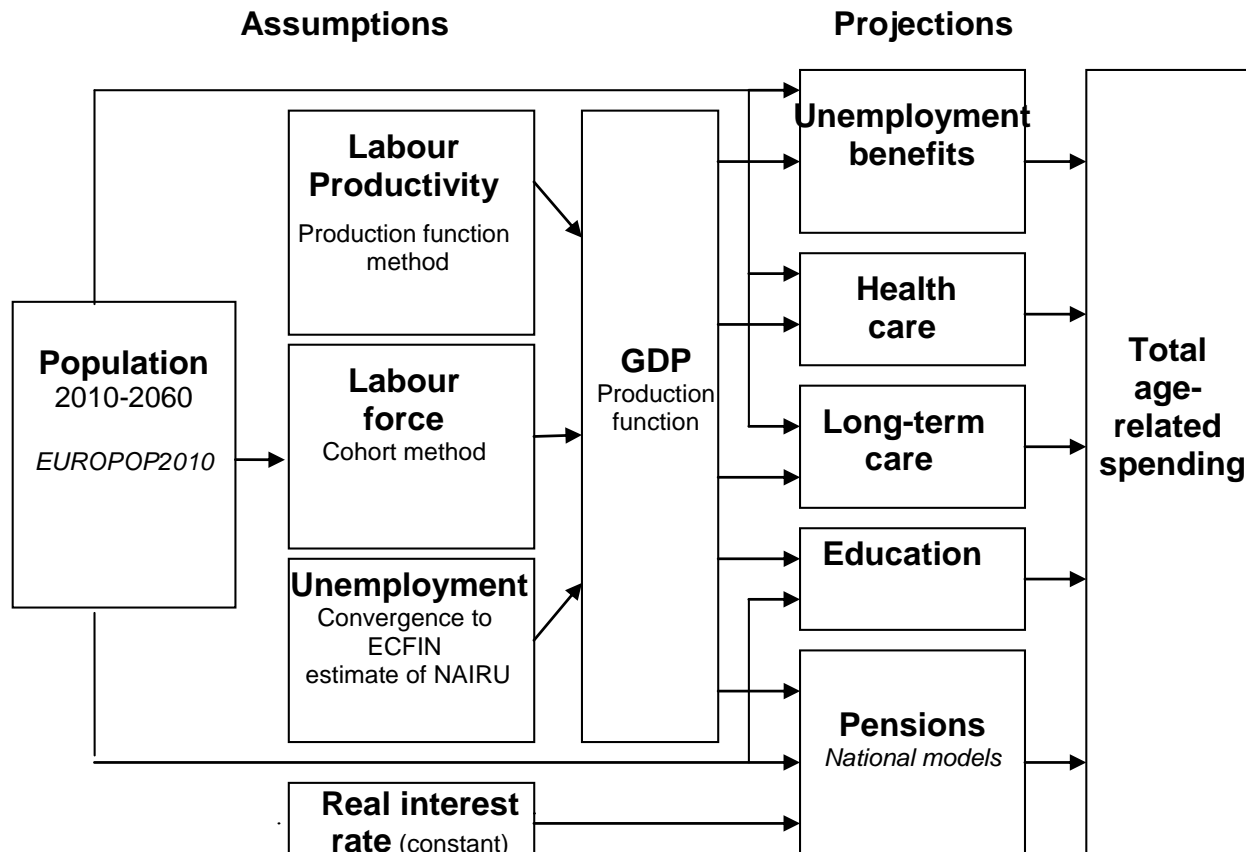 Assumptions
Projections
Population
2010-2060
EUROPOP2010
Labour
Productivity
Production function
method
Labour
force
Cohort method
Unemployment
Convergence to
ECFIN
estimate of NAIRU
Real interest
rate (constant)
GDP
Production
function
Unemployment
benefits
Health
care
Long-term
care
Education
Pensions
National models
Total
age-
related
spending